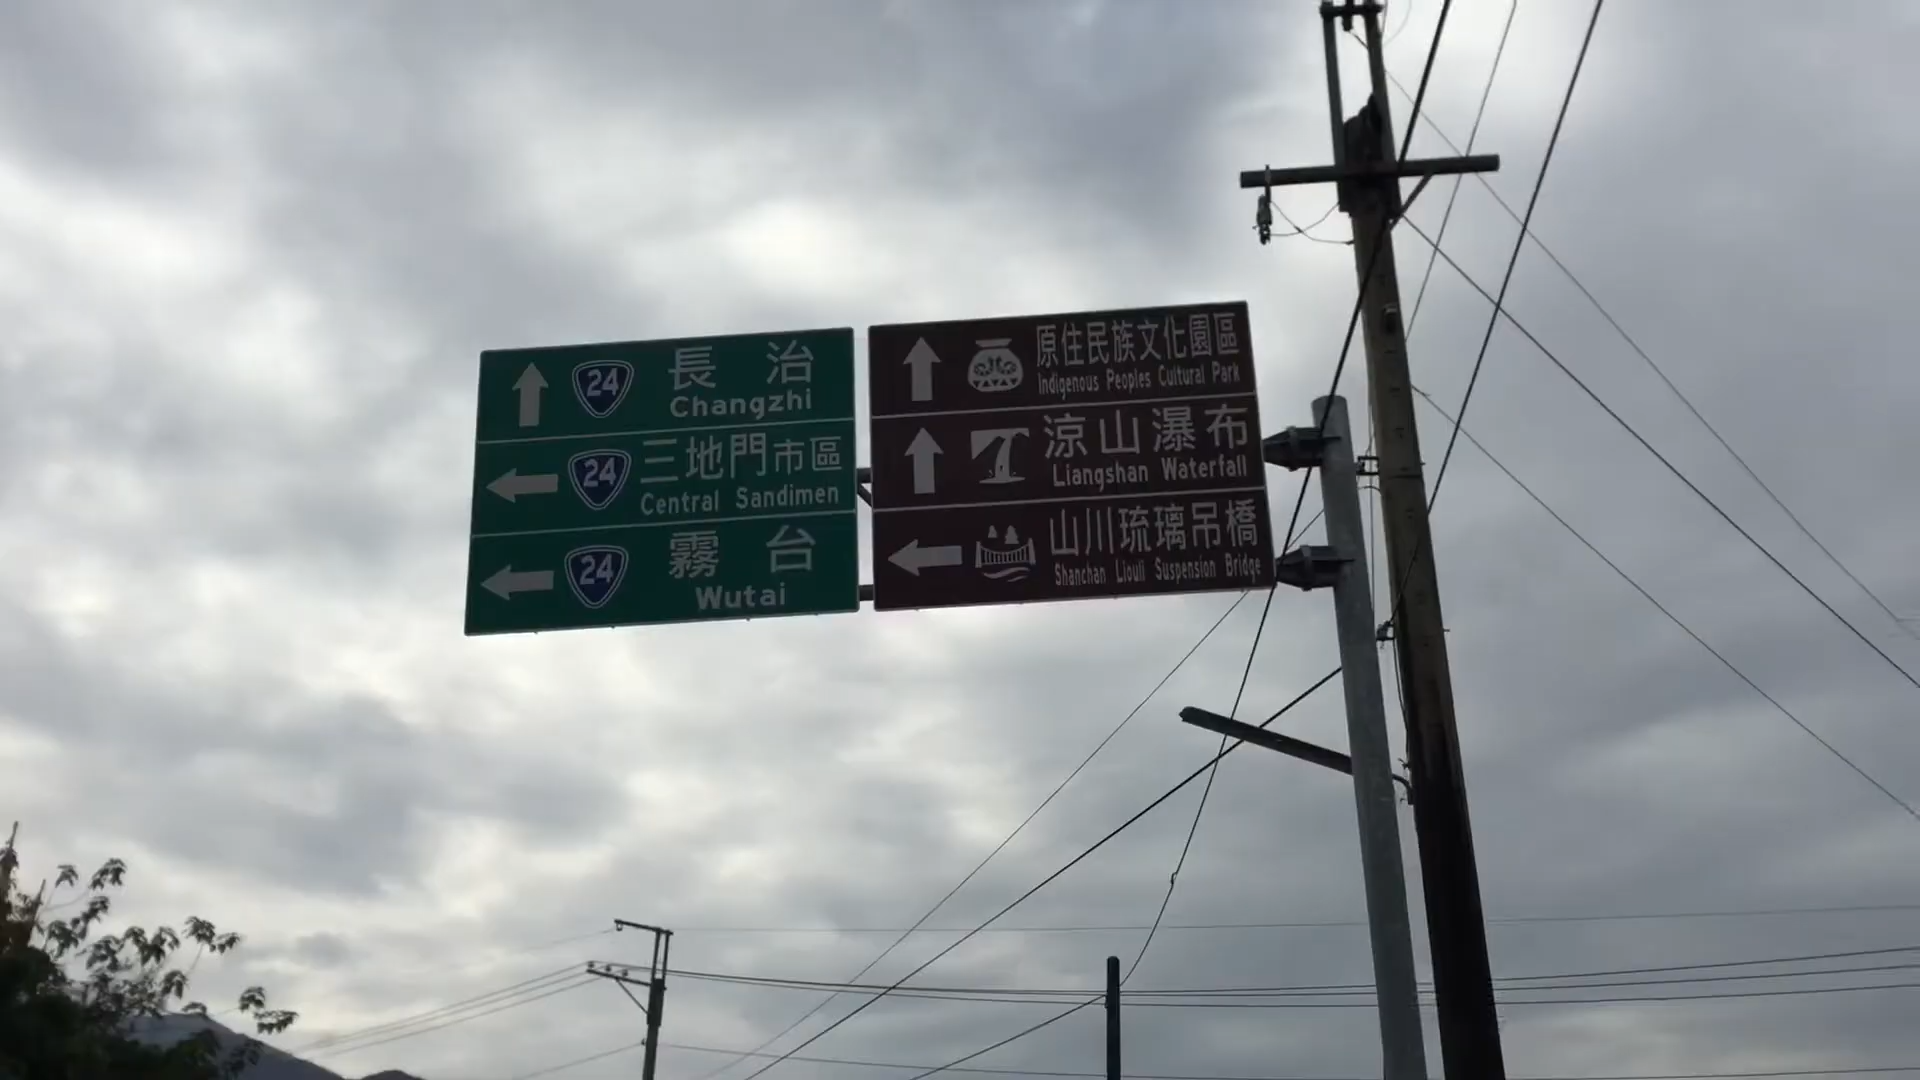 24 長治
Changzhi
24 三地門市區
Central Sandimen
24 霧台
Wutai
原住民族文化園區
Indigenous Peoples Cultural Park
涼山瀑布
Liangshan Waterfall
山川琉璃吊橋
Shanchan Liouli Suspension Bridge